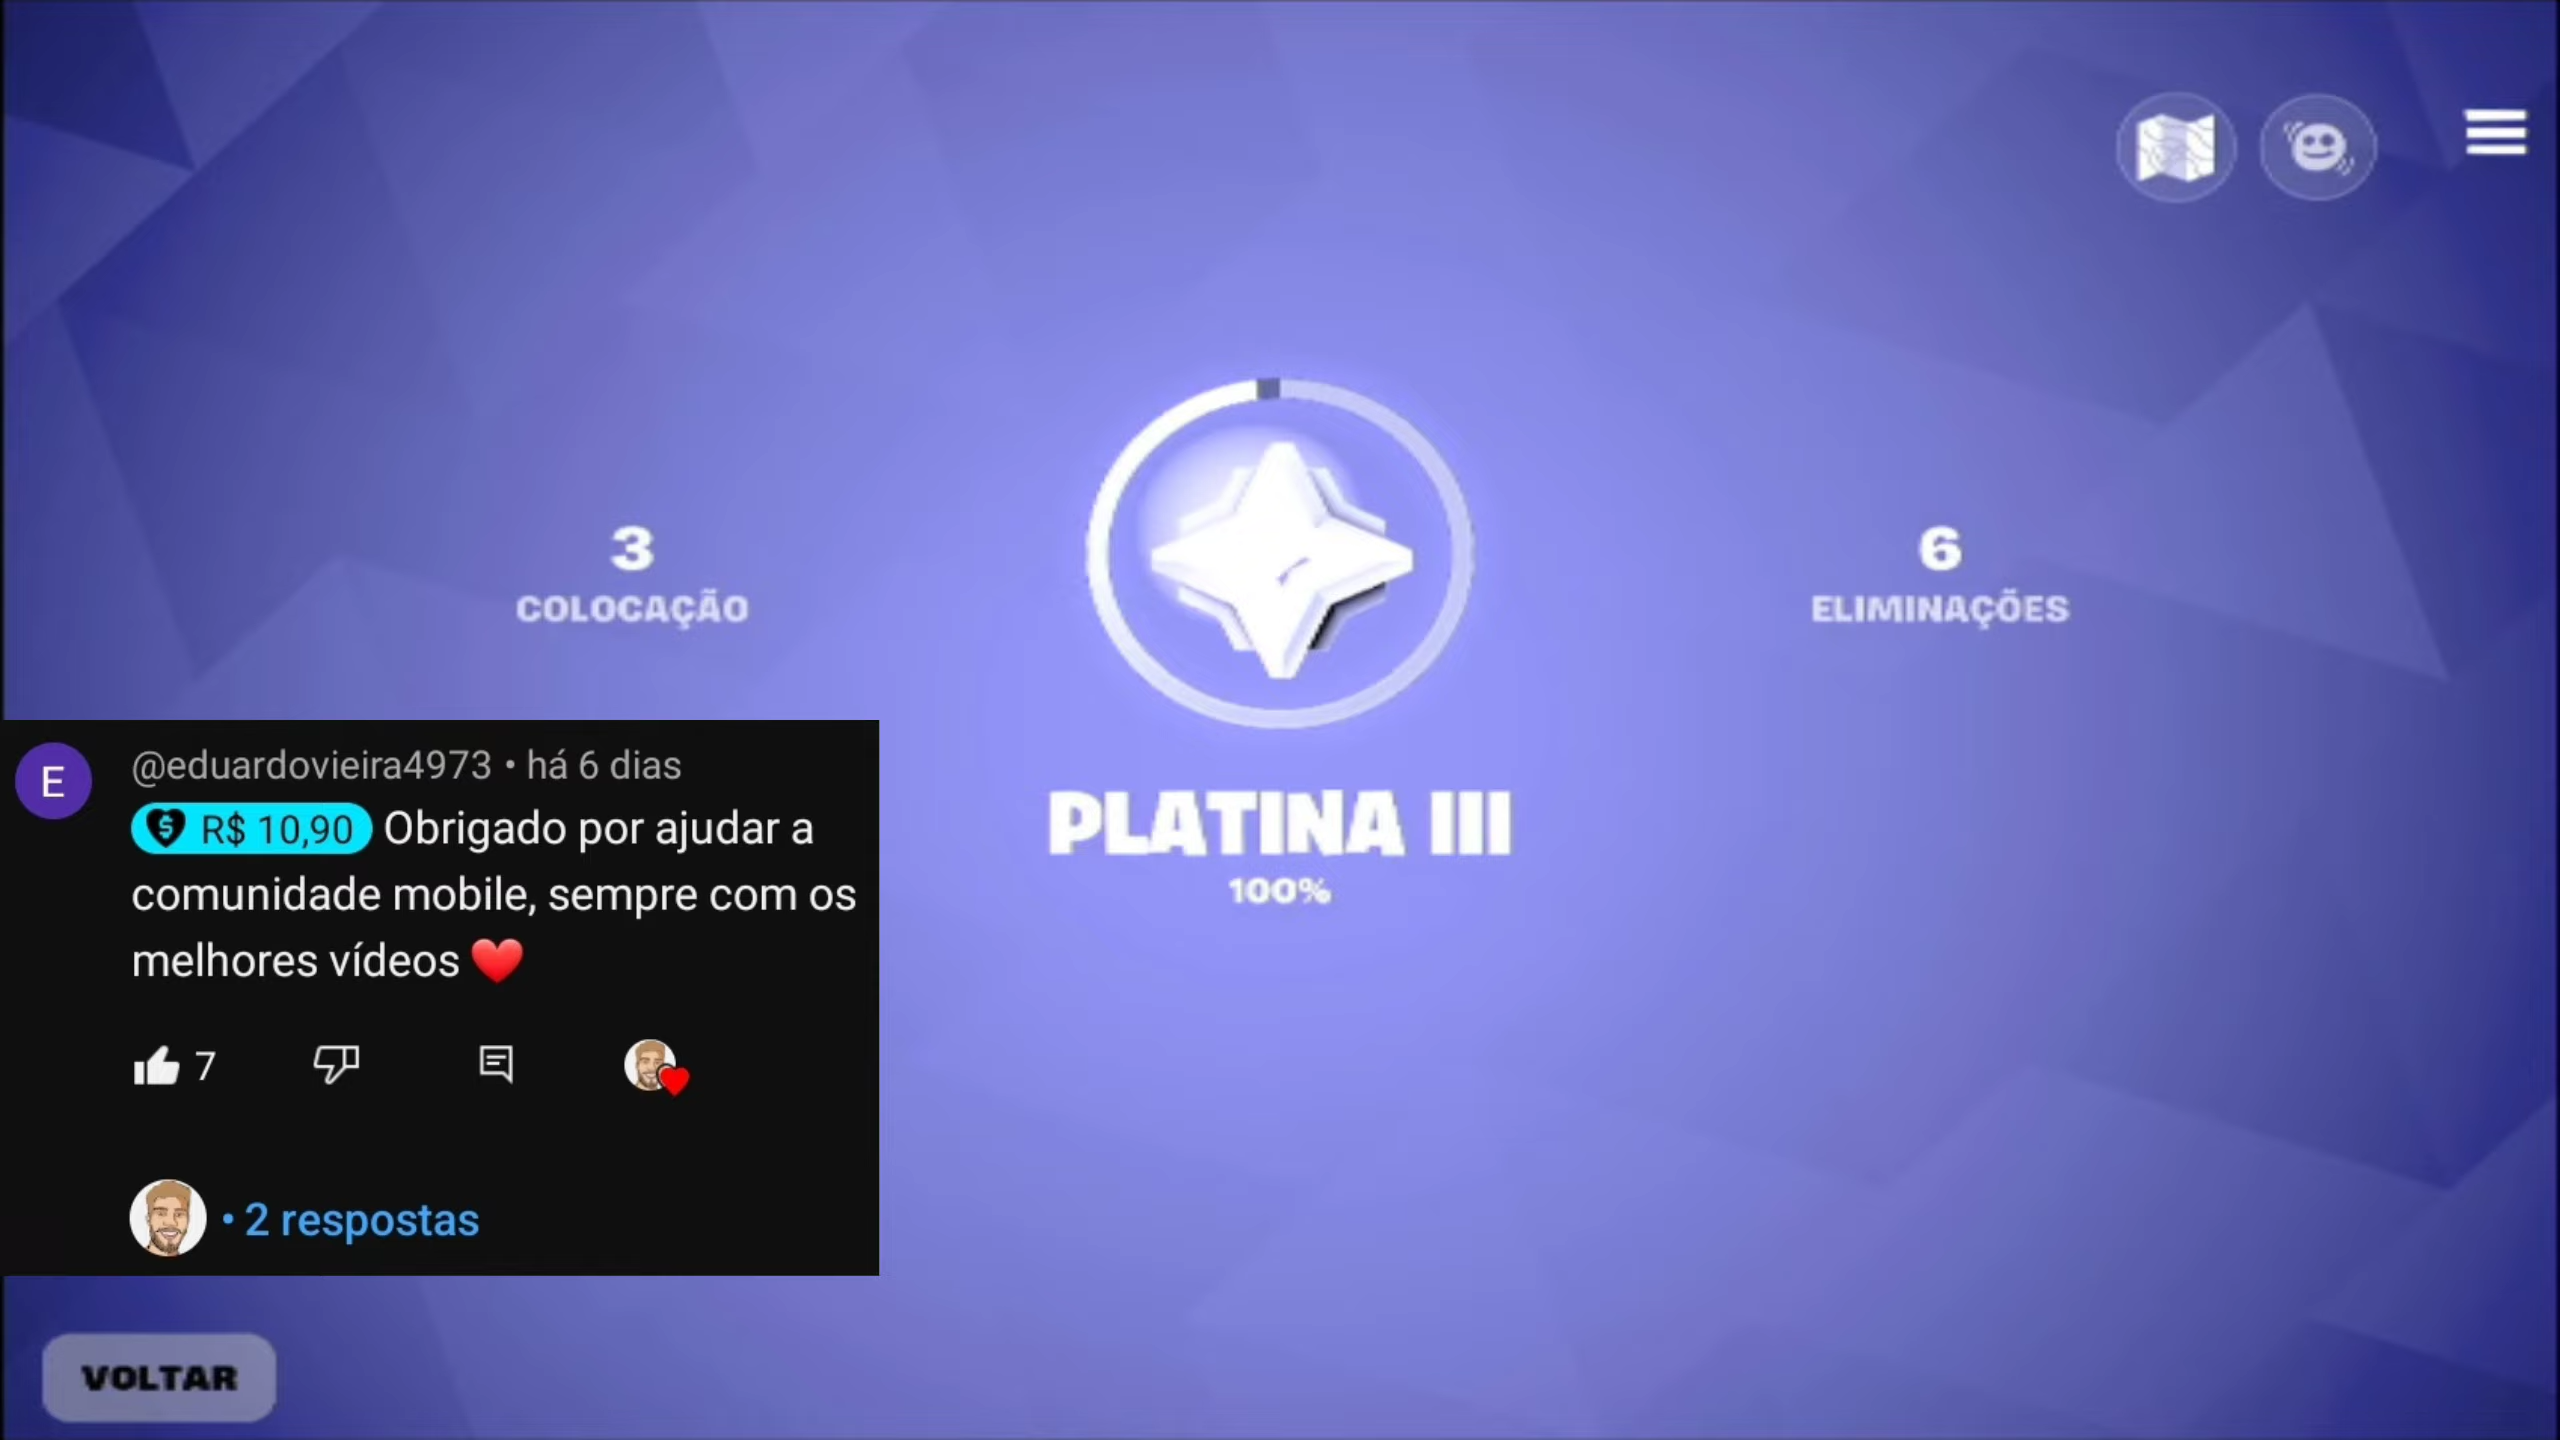 3
COLOCAÇÃO
6
ELIMINAÇÕES
PLATINA III
100%
E
@eduardovieira4973 • há 6 dias
R$ 10,90 Obrigado por ajudar a
comunidade mobile, sempre com os
melhores vídeos ❤️
7
• 2 respostas
VOLTAR